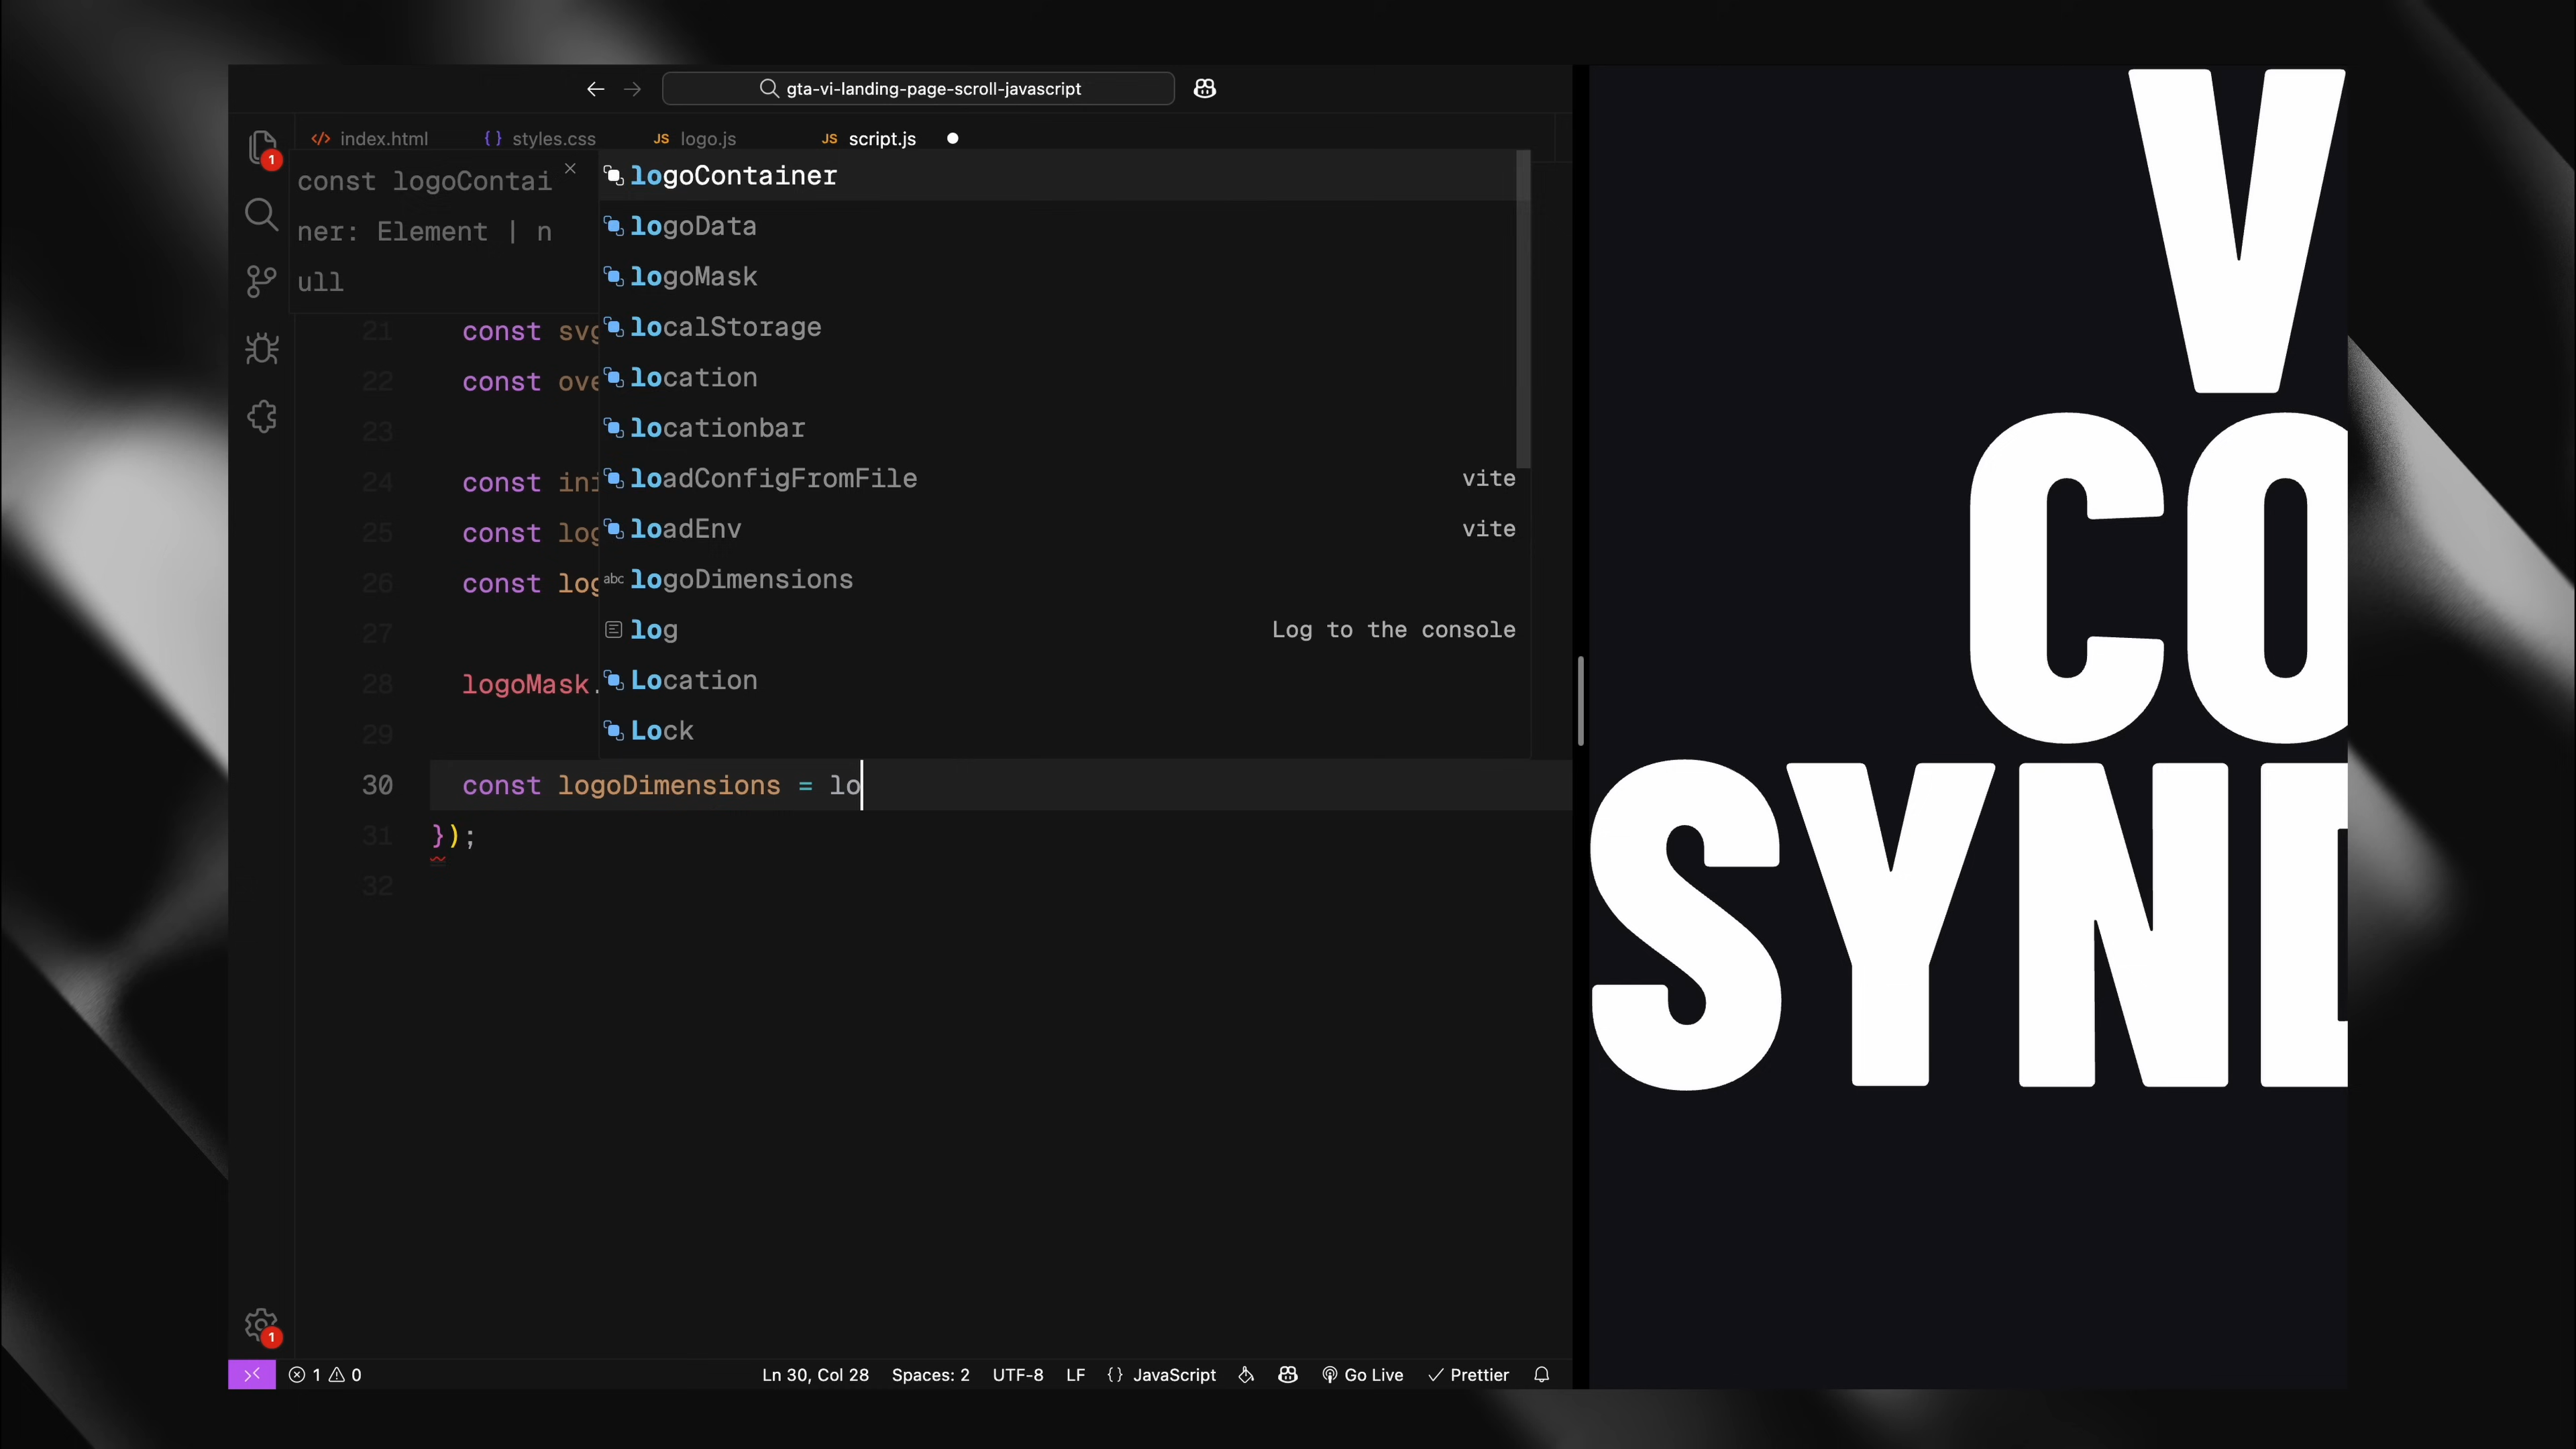 gta-vi-landing-page-scroll-javascript
index.html
{} styles.css
JS logo.js
JS script.js
1
const logoContai
ner: Element | n
ull
logoContainer
logoData
logoMask
localStorage
location
locationbar
loadConfigFromFile vite
loadEnv vite
abc logoDimensions
log Log to the console
Location
Lock
21 const svg
22 const ove
23
24 const ini
25 const log
26 const log
27
28 logoMask.
29
30 const logoDimensions = lo
31 });
32
1
1 0
Ln 30, Col 28 Spaces: 2 UTF-8 LF {} JavaScript Go Live Prettier
V
CO
SYND